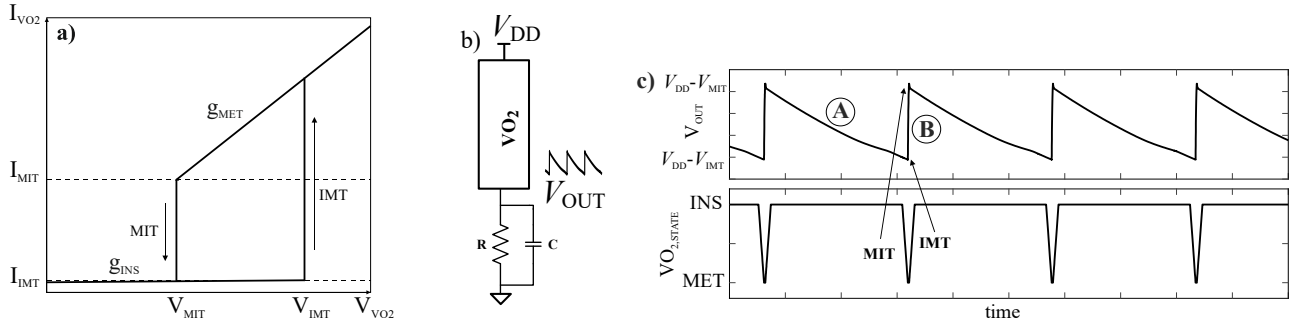 a)
I_VO2
g_MET
I_MIT
MIT
IMT
g_INS
I_IMT
V_MIT
V_IMT
V_VO2
b)
V_DD
VO₂
V_OUT
R
C
c)
V_DD-V_MIT
V_OUT
V_DD-V_IMT
A
B
INS
VO_2,STATE
MET
MIT
IMT
time